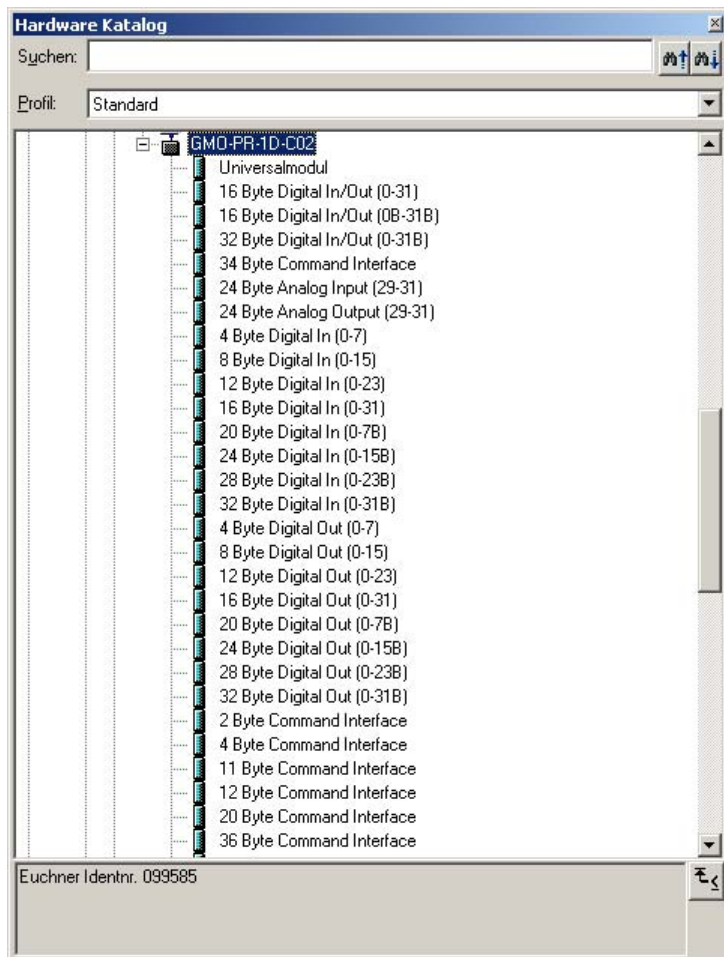 Hardware Katalog
Suchen:
Profil: Standard
GMO-PR-1D-C02
Universalmodul
16 Byte Digital In/Out (0-31)
16 Byte Digital In/Out (0B-31B)
32 Byte Digital In/Out (0-31B)
34 Byte Command Interface
24 Byte Analog Input (29-31)
24 Byte Analog Output (29-31)
4 Byte Digital In (0-7)
8 Byte Digital In (0-15)
12 Byte Digital In (0-23)
16 Byte Digital In (0-31)
20 Byte Digital In (0-7B)
24 Byte Digital In (0-15B)
28 Byte Digital In (0-23B)
32 Byte Digital In (0-31B)
4 Byte Digital Out (0-7)
8 Byte Digital Out (0-15)
12 Byte Digital Out (0-23)
16 Byte Digital Out (0-31)
20 Byte Digital Out (0-7B)
24 Byte Digital Out (0-15B)
28 Byte Digital Out (0-23B)
32 Byte Digital Out (0-31B)
2 Byte Command Interface
4 Byte Command Interface
11 Byte Command Interface
12 Byte Command Interface
20 Byte Command Interface
36 Byte Command Interface
Euchner Identnr. 099585